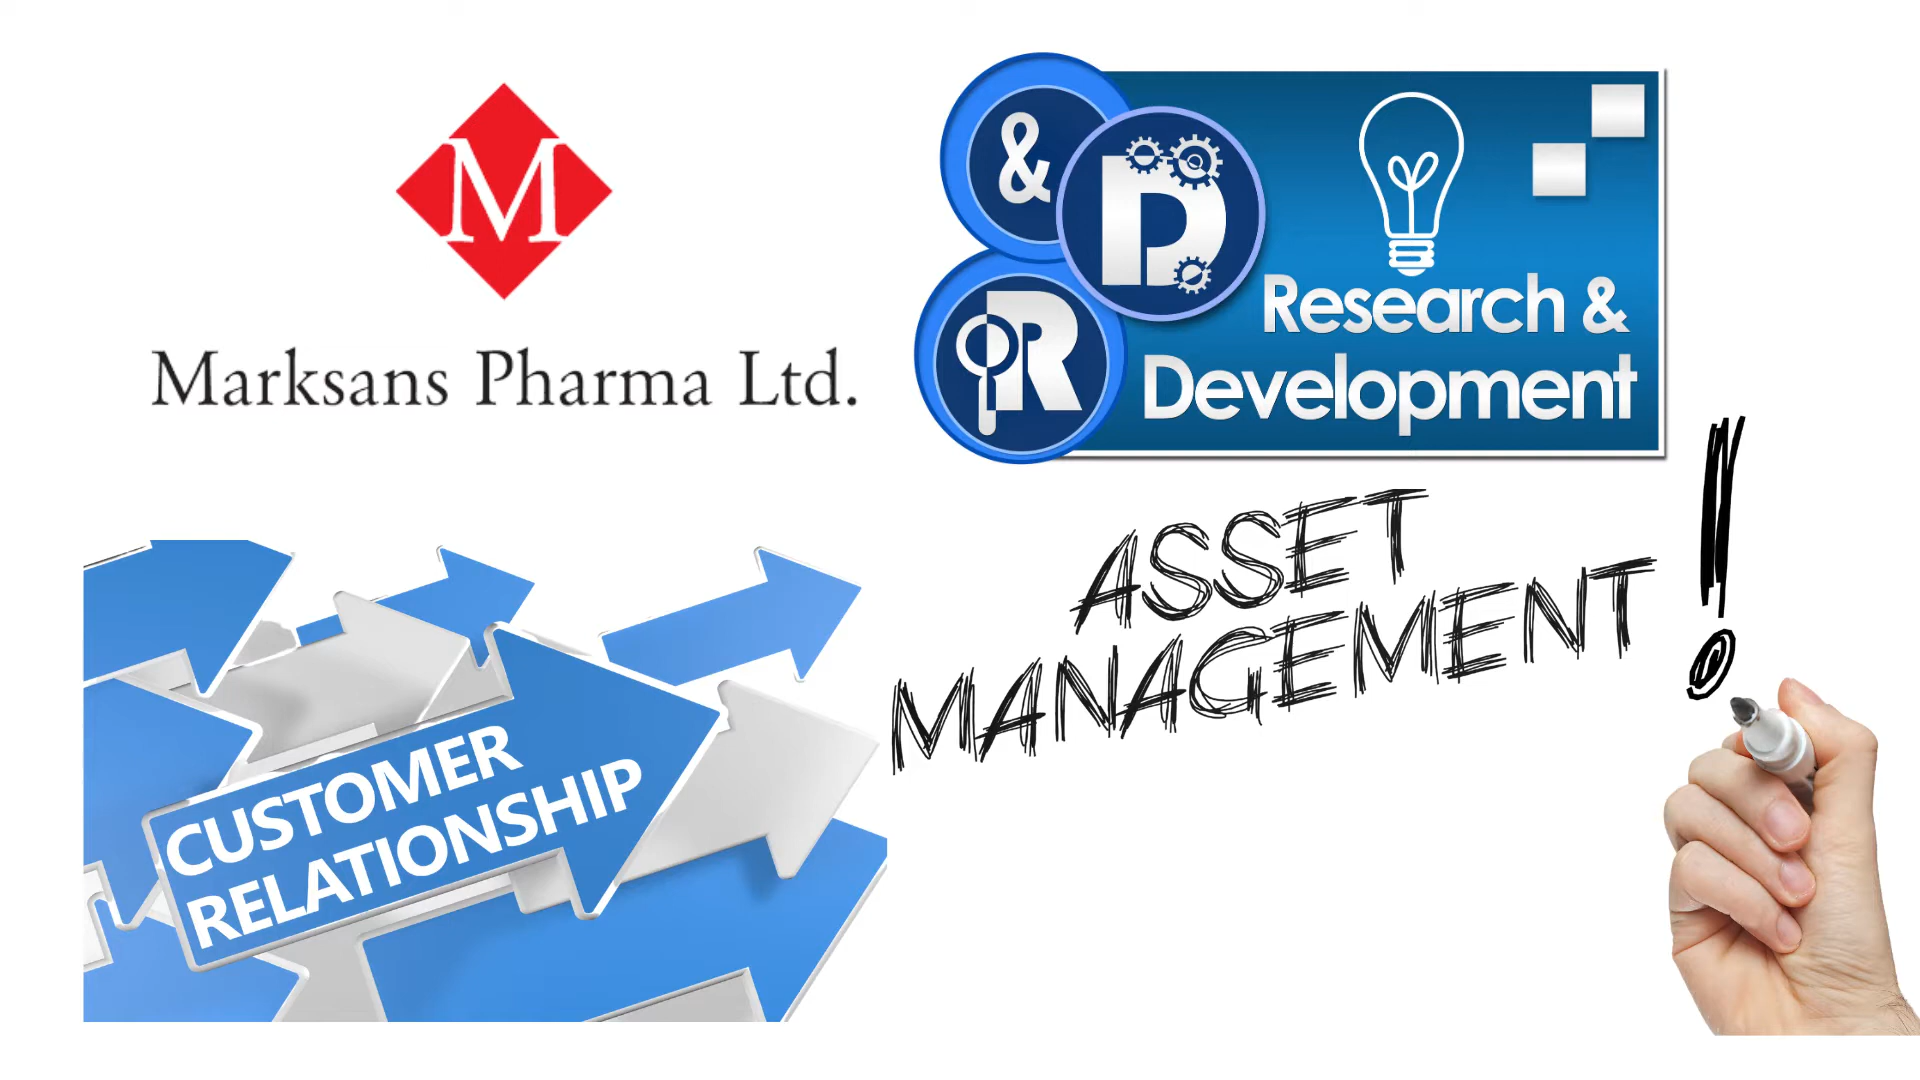 M
Marksans Pharma Ltd.
&
D
R
Research &
Development
ASSET
MANAGEMENT!
CUSTOMER
RELATIONSHIP